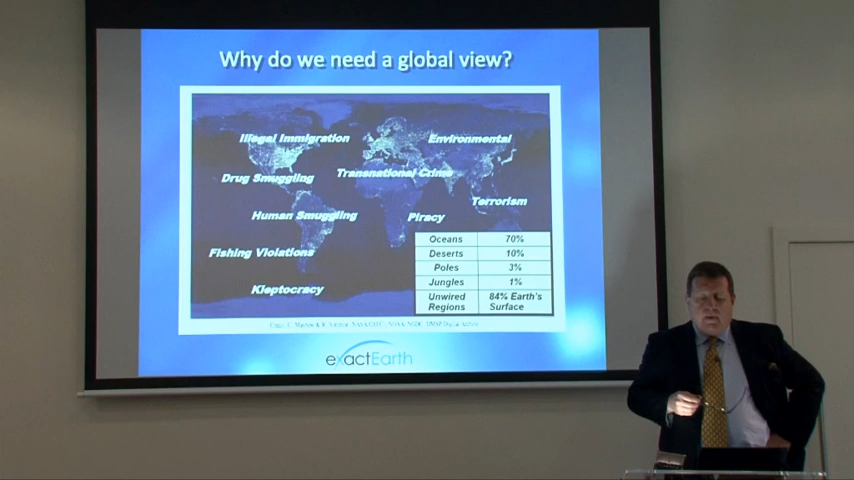 Why do we need a global view?
Illegal Immigration
Environmental
Drug Smuggling
Transnational Crime
Terrorism
Human Smuggling
Piracy
Fishing Violations
Kleptocracy
Oceans 70%
Deserts 10%
Poles 3%
Jungles 1%
Unwired Regions 84% Earth's Surface
exactEarth